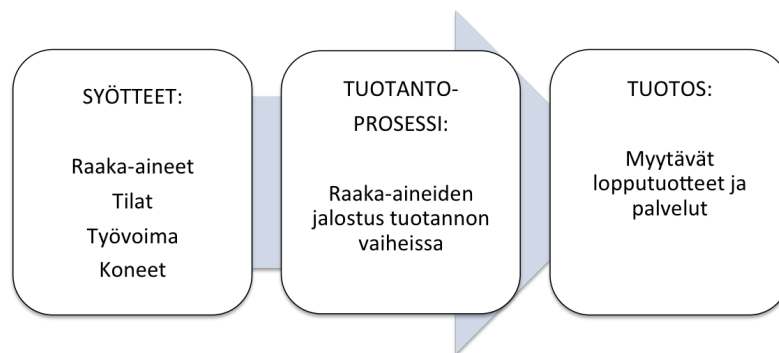 SYÖTTEET:
Raaka-aineet
Tilat
Työvoima
Koneet
TUOTANTO-
PROSESSI:
Raaka-aineiden
jalostus tuotannon
vaiheissa
TUOTOS:
Myytävät
lopputuotteet ja
palvelut